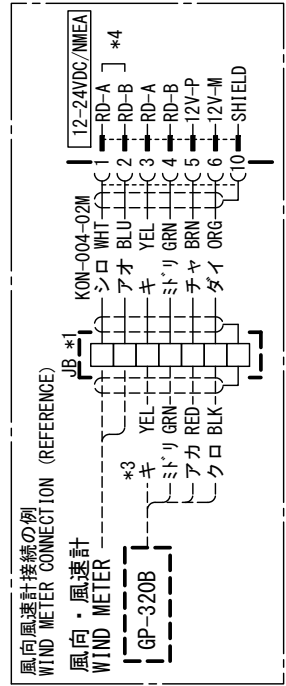 風向風速計接続の例
WIND METER CONNECTION (REFERENCE)
風向・風速計
WIND METER
GP-320B
*3
キ YEL
ミドリ GRN
アカ RED
クロ BLK
JB *1
KON-004-02M
シロ WHT
アオ BLU
キ YEL
ミドリ GRN
チャ BRN
ダイ ORG
12-24VDC/NMEA
1 RD-A
2 RD-B
*4
3 RD-A
4 RD-B
5 12V-P
6 12V-M
10 SHIELD